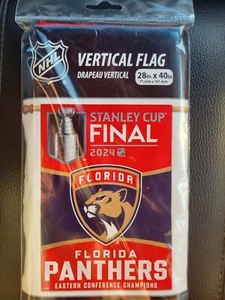 NHL
VERTICAL FLAG
DRAPEAU VERTICAL
28in X 40in
STANLEY CUP
FINAL
2024
FLORIDA
FLORIDA
PANTHERS
EASTERN CONFERENCE CHAMPIONS